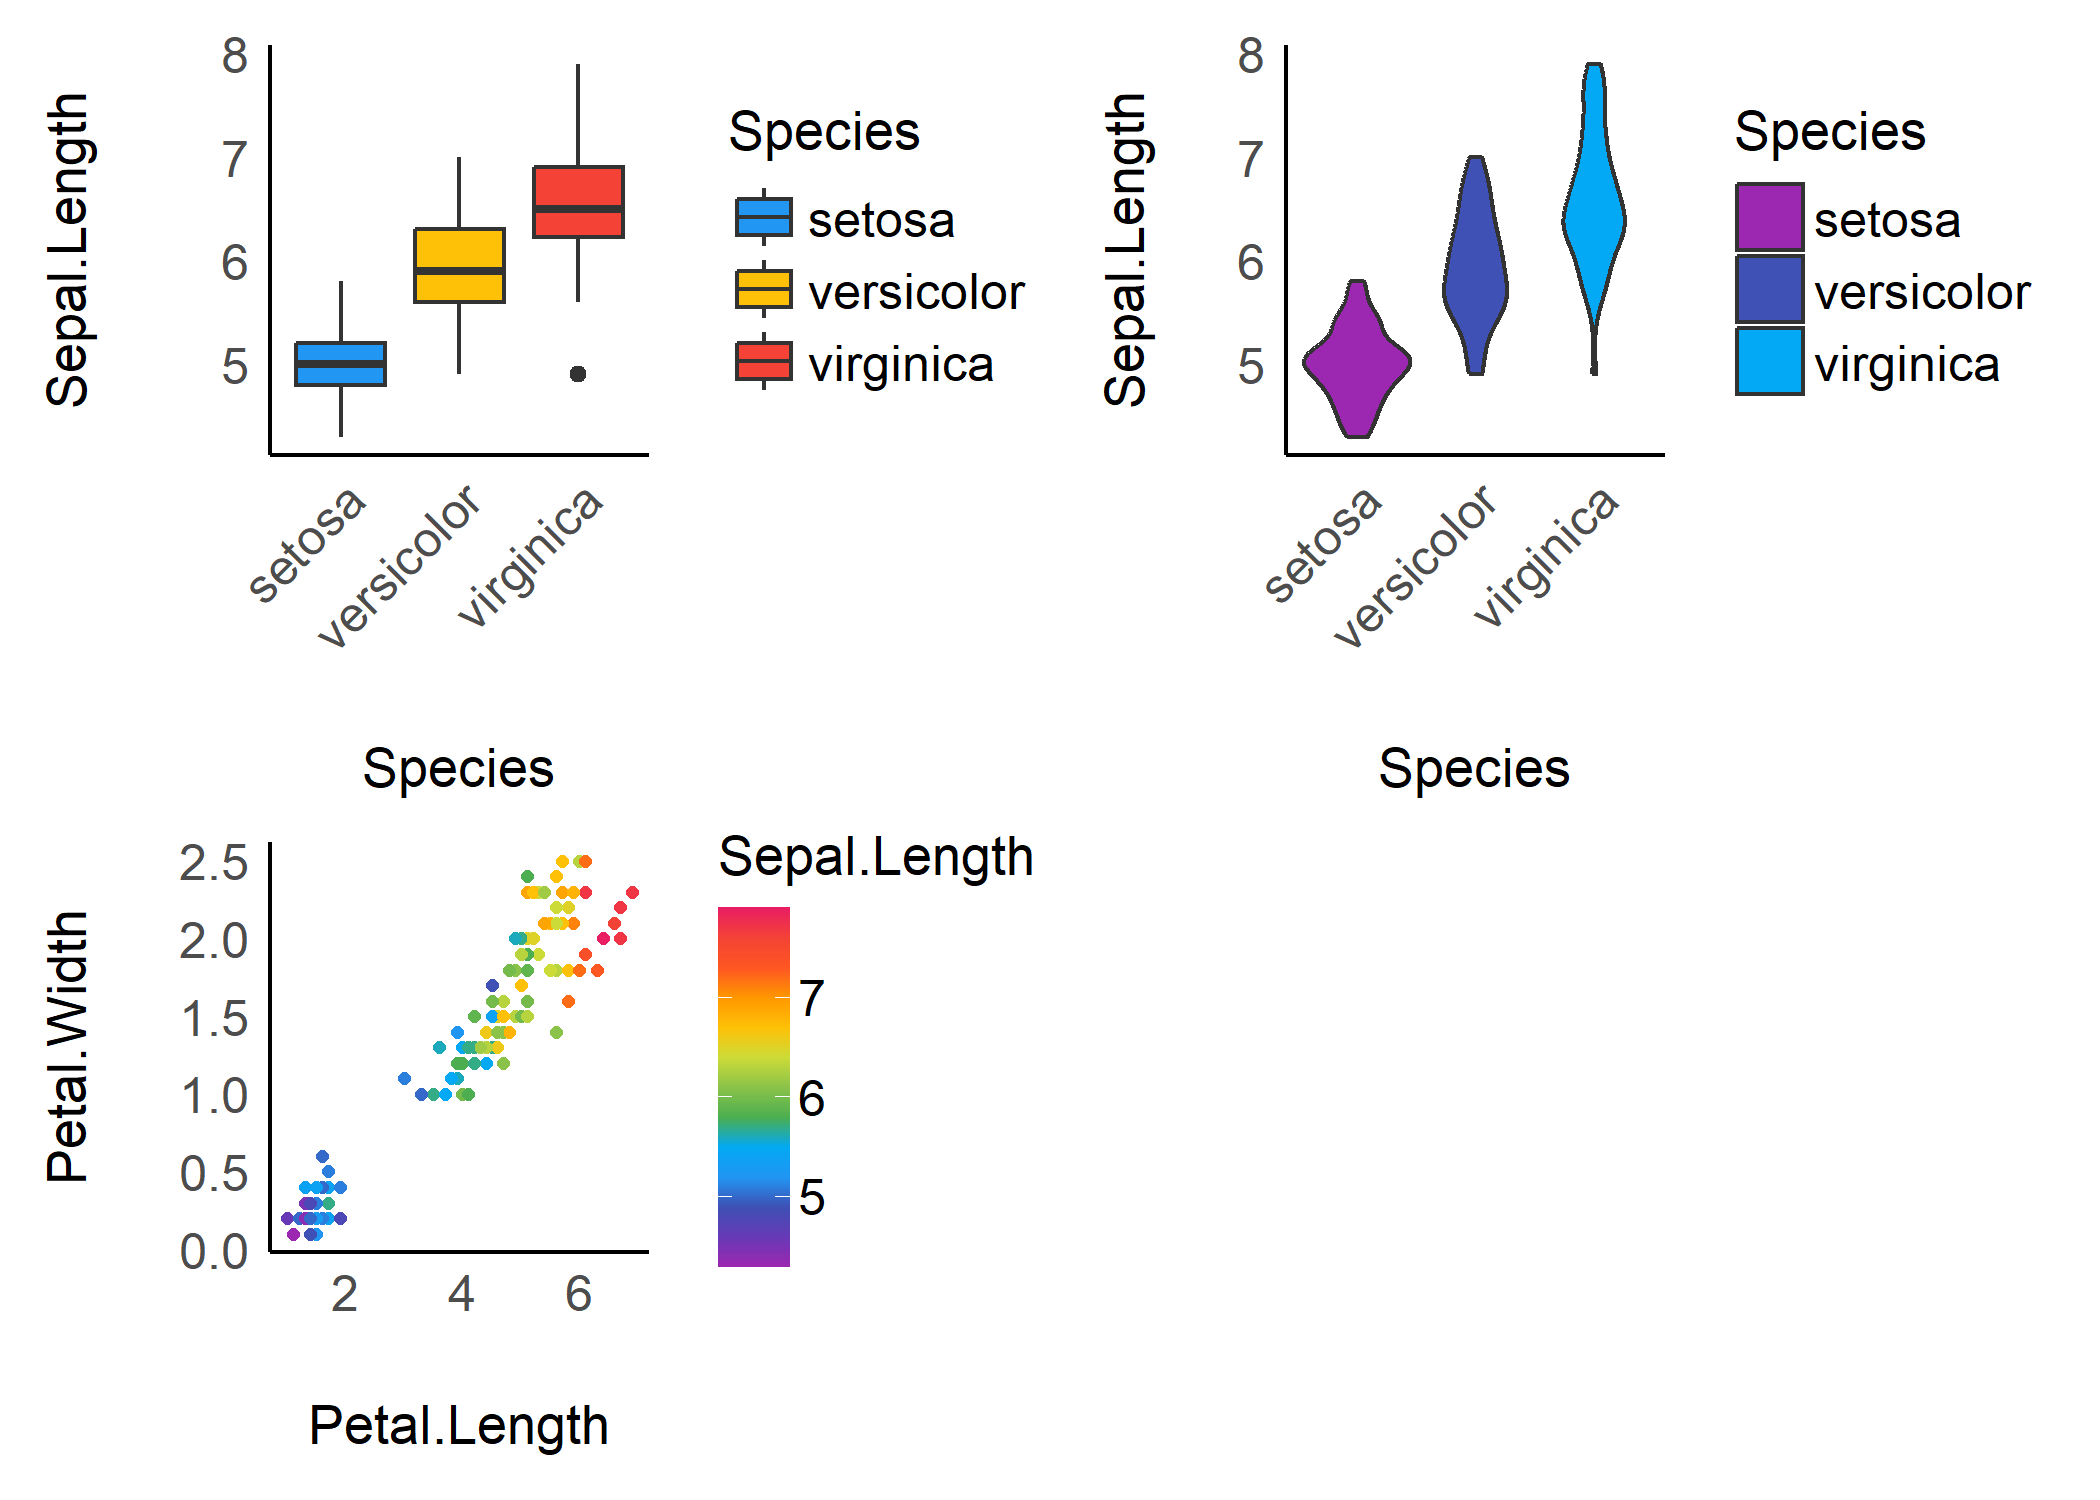 Sepal.Length
8
7
6
5
setosa
versicolor
virginica
Species
Species
setosa
versicolor
virginica
Sepal.Length
8
7
6
5
setosa
versicolor
virginica
Species
Species
setosa
versicolor
virginica
Petal.Width
2.5
2.0
1.5
1.0
0.5
0.0
2 4 6
Petal.Length
Sepal.Length
7
6
5